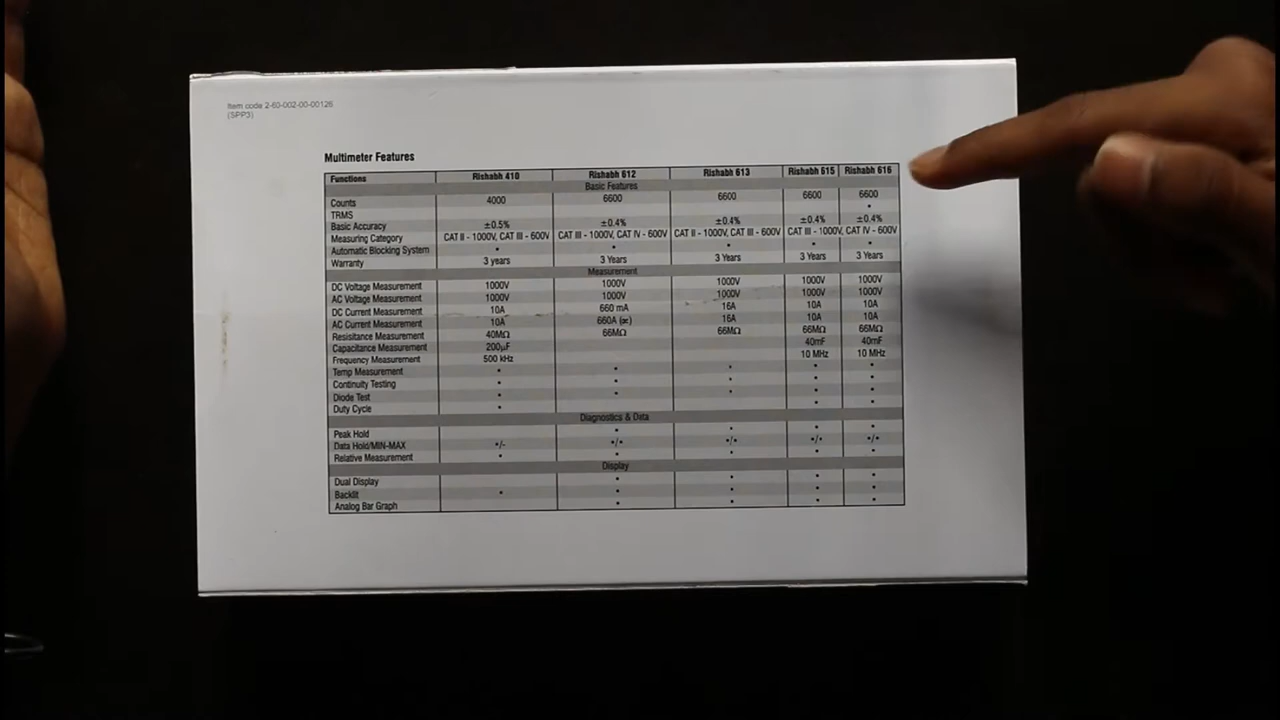 Item code 2-60-002-00-00126
(SPP3)
Multimeter Features
Functions Rishabh 410 Rishabh 612 Rishabh 613 Rishabh 615 Rishabh 616
Basic Features
Counts 4000 6600 6600 6600 6600
TRMS •
Basic Accuracy ±0.5% ±0.4% ±0.4% ±0.4% ±0.4%
Measuring Category CAT II - 1000V, CAT III - 600V CAT III - 1000V, CAT IV - 600V CAT II - 1000V, CAT III - 600V CAT III - 1000V, CAT IV - 600V
Automatic Blocking System • • • • •
Warranty 3 years 3 Years 3 Years 3 Years 3 Years
Measurement
DC Voltage Measurement 1000V 1000V 1000V 1000V 1000V
AC Voltage Measurement 1000V 1000V 1000V 1000V 1000V
DC Current Measurement 10A 660 mA 16A 10A 10A
AC Current Measurement 10A 660A 16A 10A 10A
Resisitance Measurement 40MΩ 66MΩ 66MΩ 66MΩ 66MΩ
Capacitance Measurement 200µF 40mF 40mF
Frequency Measurement 500 kHz 10 MHz 10 MHz
Temp Measurement • • • • •
Continuity Testing • • • • •
Diode Test • • • • •
Duty Cycle • • •
Diagnostics & Data
Peak Hold • • • •
Data Hold/MIN-MAX •/- •/• •/• •/• •/•
Relative Measurement • • • • •
Display
Dual Display • • • •
Backlit • • • • •
Analog Bar Graph • • • •